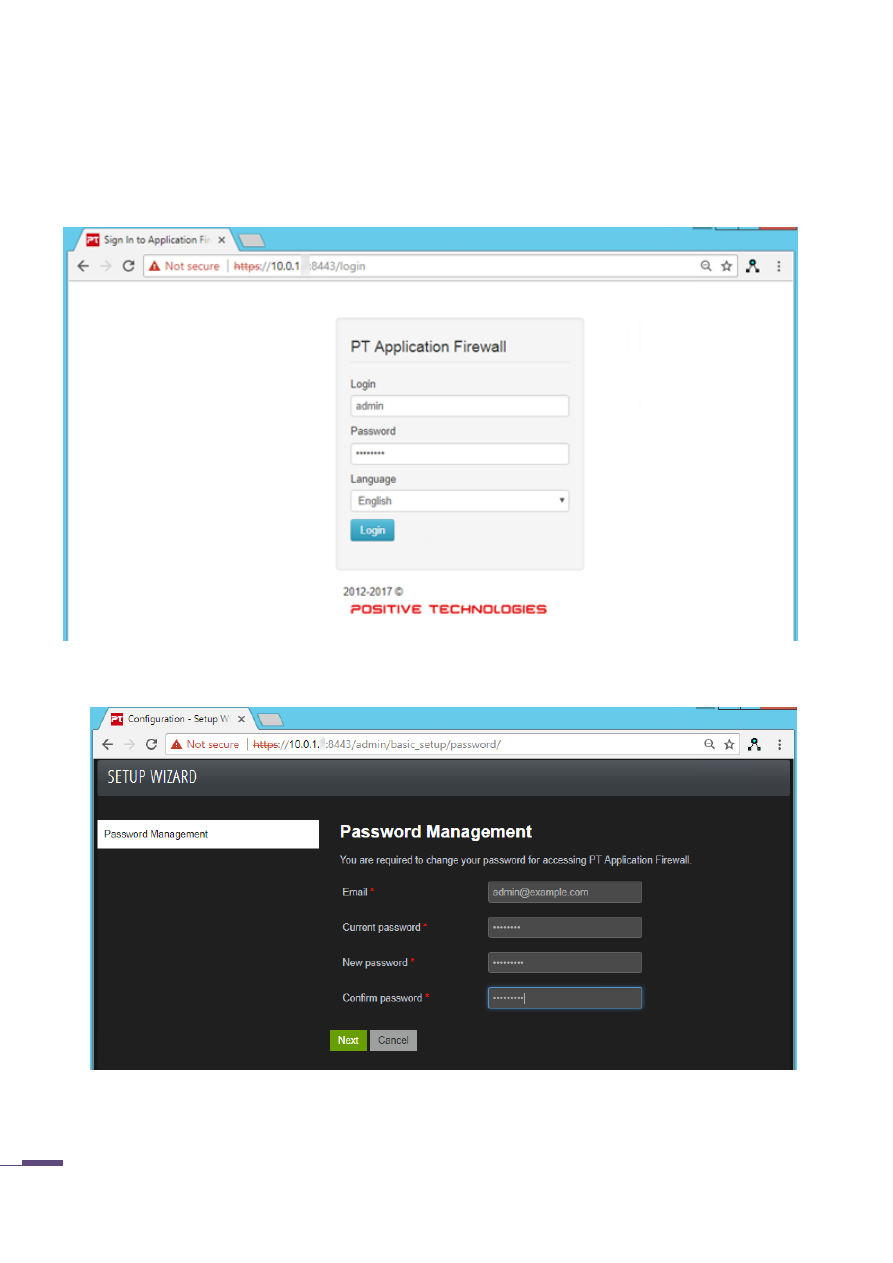 Sign In to Application Fir
Not secure | https://10.0.1 :8443/login
PT Application Firewall
Login
admin
Password
••••••••
Language
English
Login
2012-2017 ©
POSITIVE TECHNOLOGIES
Configuration - Setup Wi
Not secure | https://10.0.1. :8443/admin/basic_setup/password/
SETUP WIZARD
Password Management
Password Management
You are required to change your password for accessing PT Application Firewall.
Email * admin@example.com
Current password * ••••••••
New password * •••••••••
Confirm password * •••••••••
Next Cancel